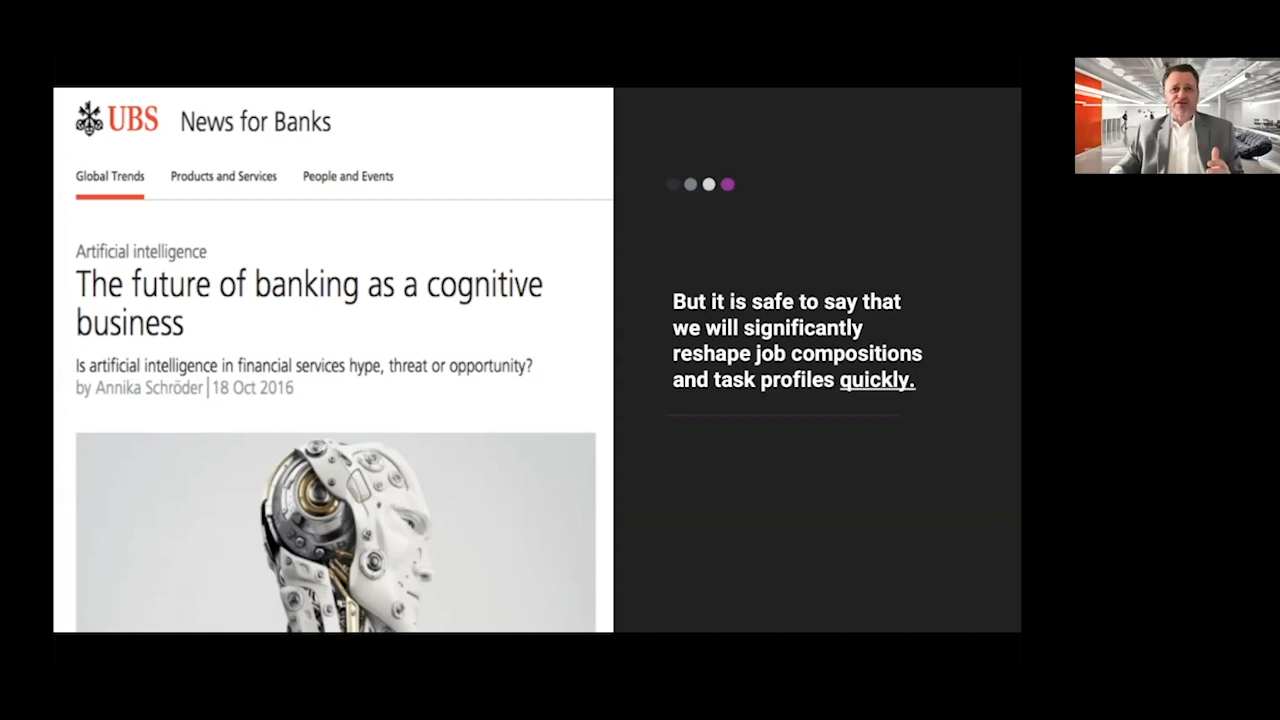 UBS News for Banks
Global Trends Products and Services People and Events
Artificial intelligence
The future of banking as a cognitive
business
Is artificial intelligence in financial services hype, threat or opportunity?
by Annika Schröder | 18 Oct 2016
But it is safe to say that
we will significantly
reshape job compositions
and task profiles quickly.